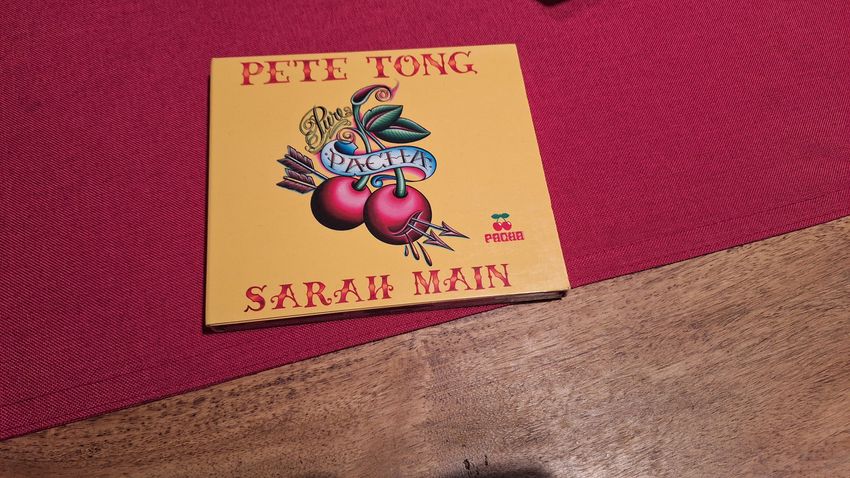 PETE TONG
Pure
PACHA
PACHA
SARAH MAIN